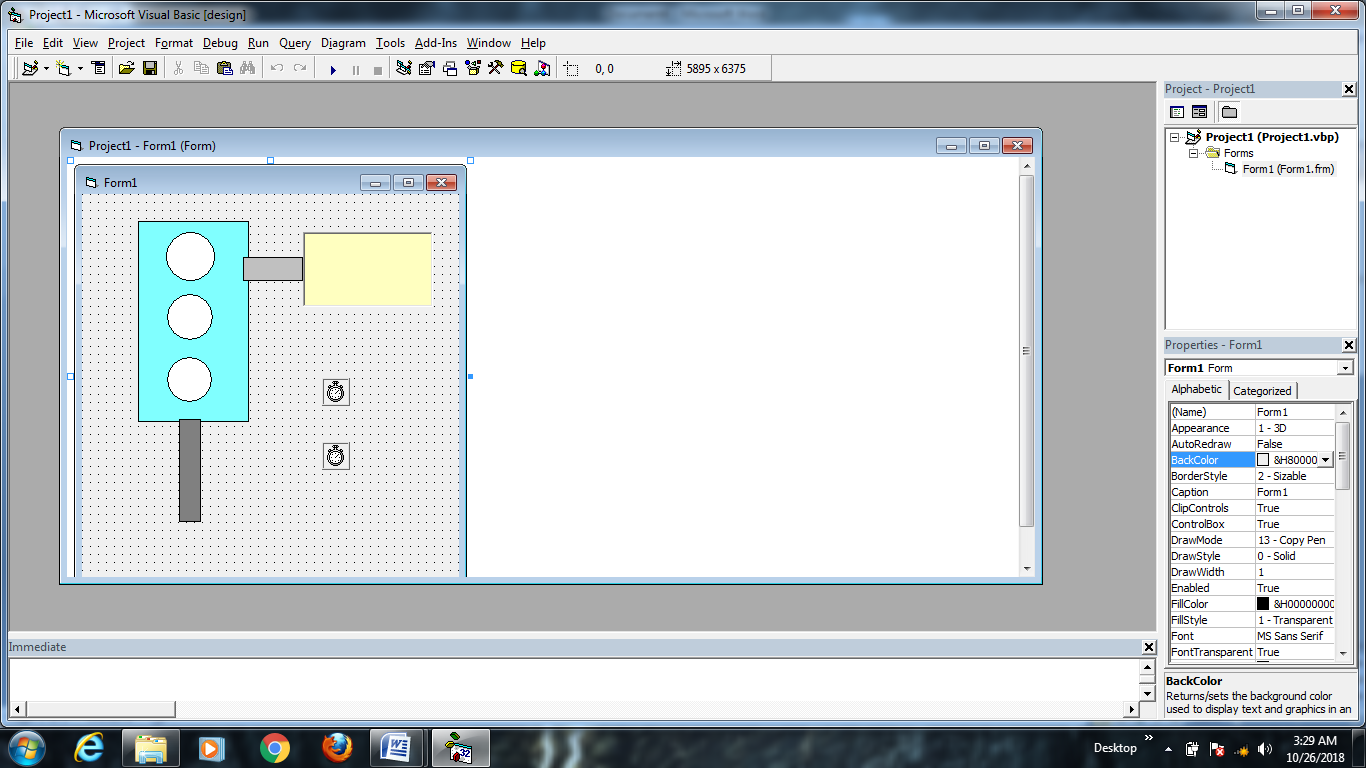 Project1 - Microsoft Visual Basic [design]
File Edit View Project Format Debug Run Query Diagram Tools Add-Ins Window Help
0, 0 5895 x 6375
Project - Project1
Project1 (Project1.vbp)
Forms
Form1 (Form1.frm)
Project1 - Form1 (Form)
Form1
Properties - Form1
Form1 Form
Alphabetic Categorized
(Name) Form1
Appearance 1 - 3D
AutoRedraw False
BackColor &H80000
BorderStyle 2 - Sizable
Caption Form1
ClipControls True
ControlBox True
DrawMode 13 - Copy Pen
DrawStyle 0 - Solid
DrawWidth 1
Enabled True
FillColor &H00000000
FillStyle 1 - Transparent
Font MS Sans Serif
FontTransparent True
BackColor
Returns/sets the background color
used to display text and graphics in an
Immediate
Desktop »
3:29 AM
10/26/2018